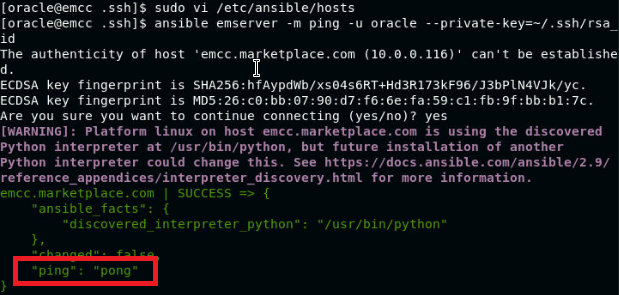 [oracle@emcc .ssh]$ sudo vi /etc/ansible/hosts
[oracle@emcc .ssh]$ ansible emserver -m ping -u oracle --private-key=~/.ssh/rsa_
id
The authenticity of host 'emcc.marketplace.com (10.0.0.116)' can't be establishe
d.
ECDSA key fingerprint is SHA256:hfAypdWb/xs04s6RT+Hd3R173kF96/J3bPlN4VJk/yc.
ECDSA key fingerprint is MD5:26:c0:bb:07:90:d7:f6:6e:fa:59:c1:fb:9f:bb:b1:7c.
Are you sure you want to continue connecting (yes/no)? yes
[WARNING]: Platform linux on host emcc.marketplace.com is using the discovered
Python interpreter at /usr/bin/python, but future installation of another
Python interpreter could change this. See https://docs.ansible.com/ansible/2.9/
reference_appendices/interpreter_discovery.html for more information.
emcc.marketplace.com | SUCCESS => {
    "ansible_facts": {
        "discovered_interpreter_python": "/usr/bin/python"
    },
    "changed": false,
    "ping": "pong"
}